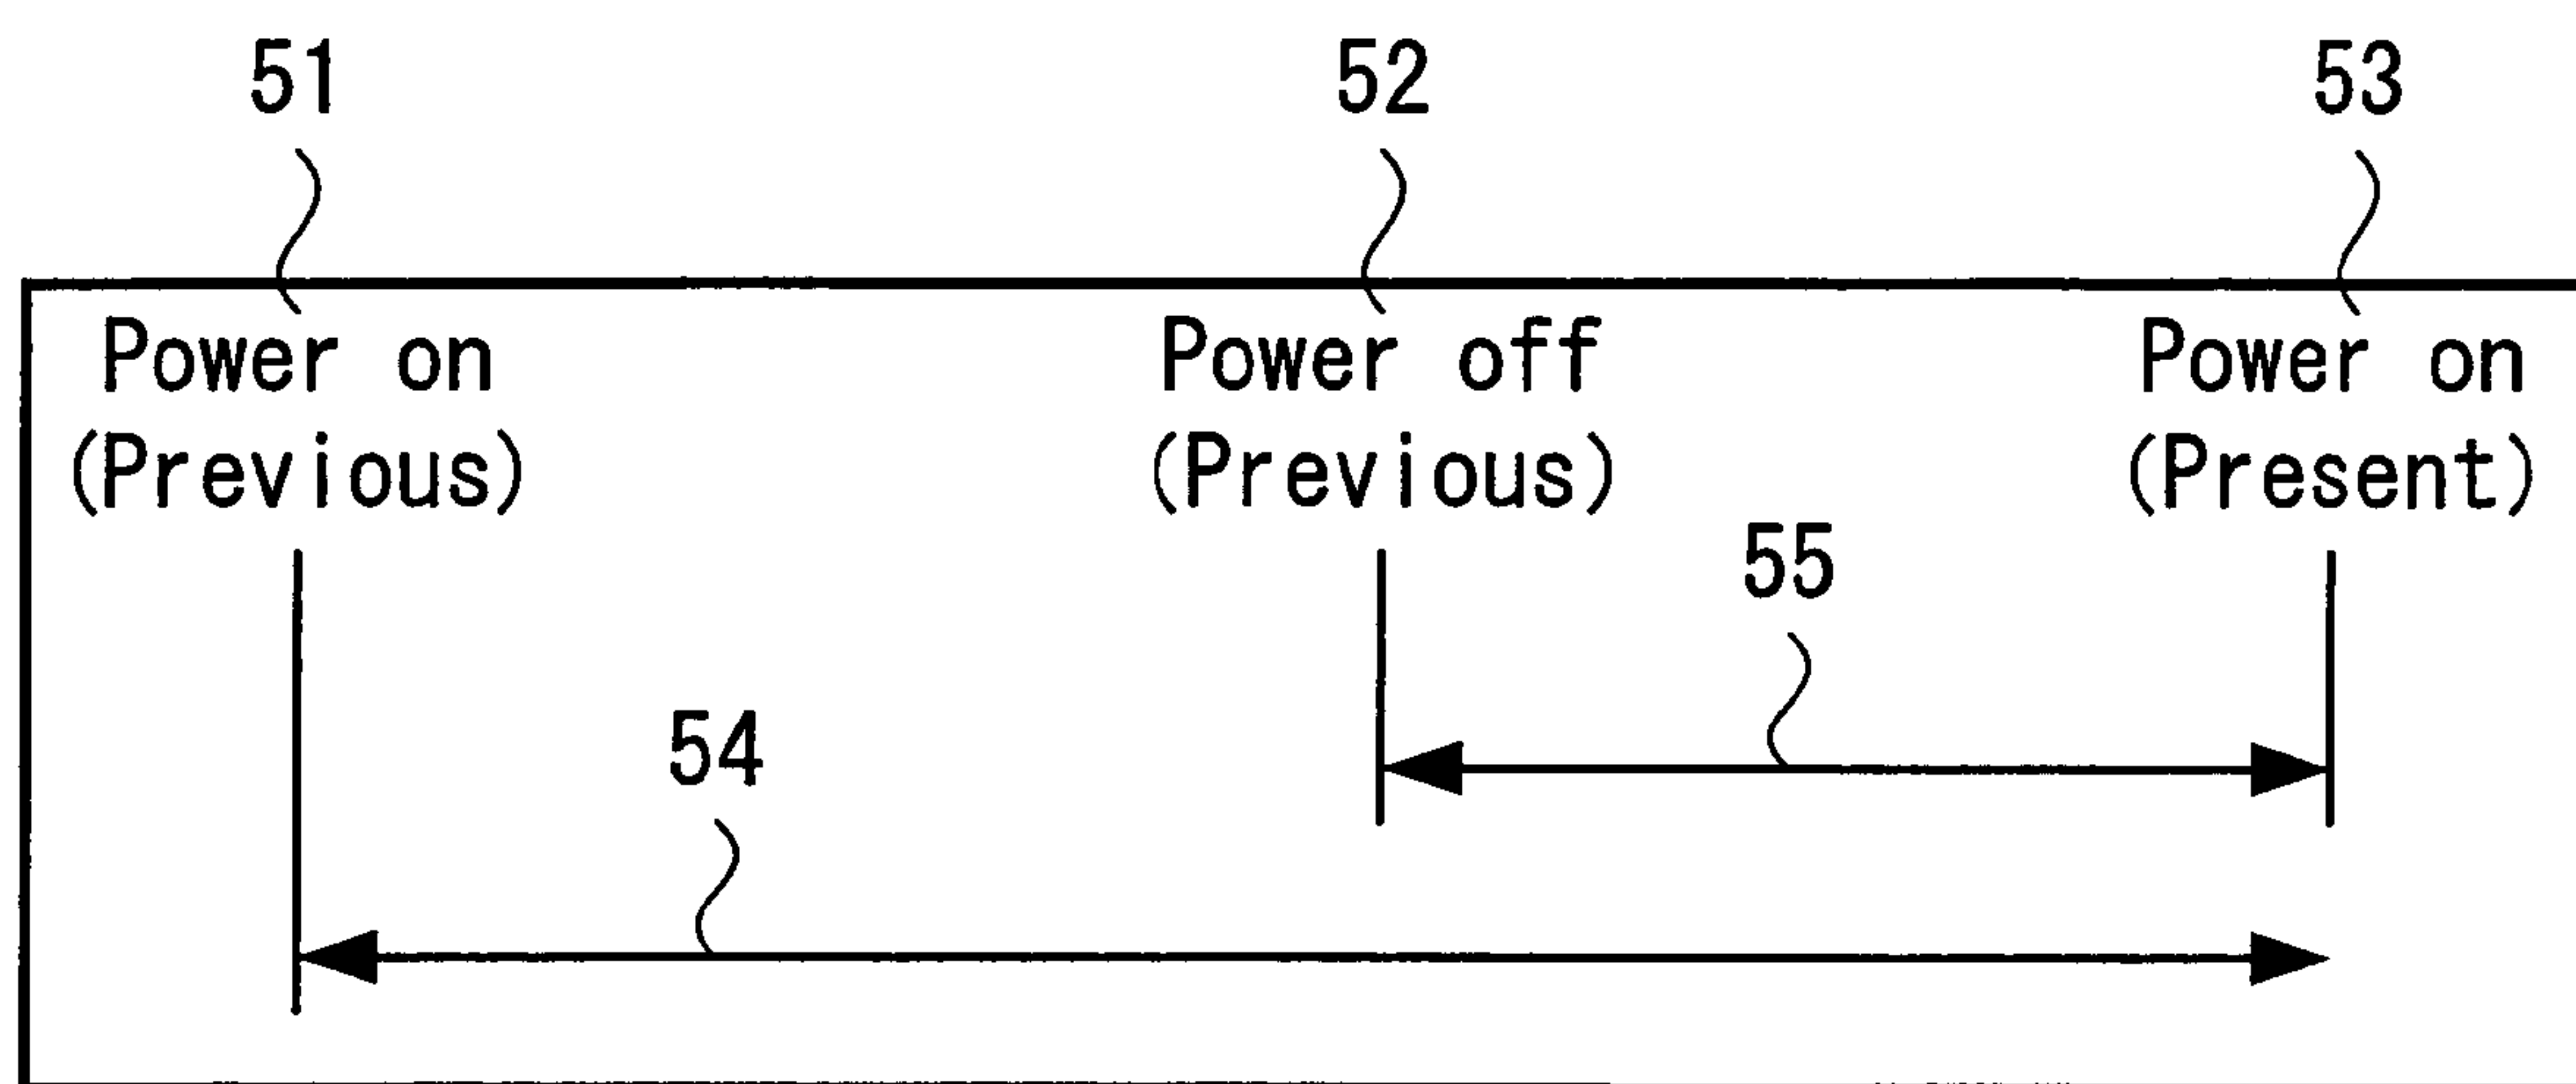 51 52 53
Power on Power off Power on
(Previous) (Previous) (Present)
55
54